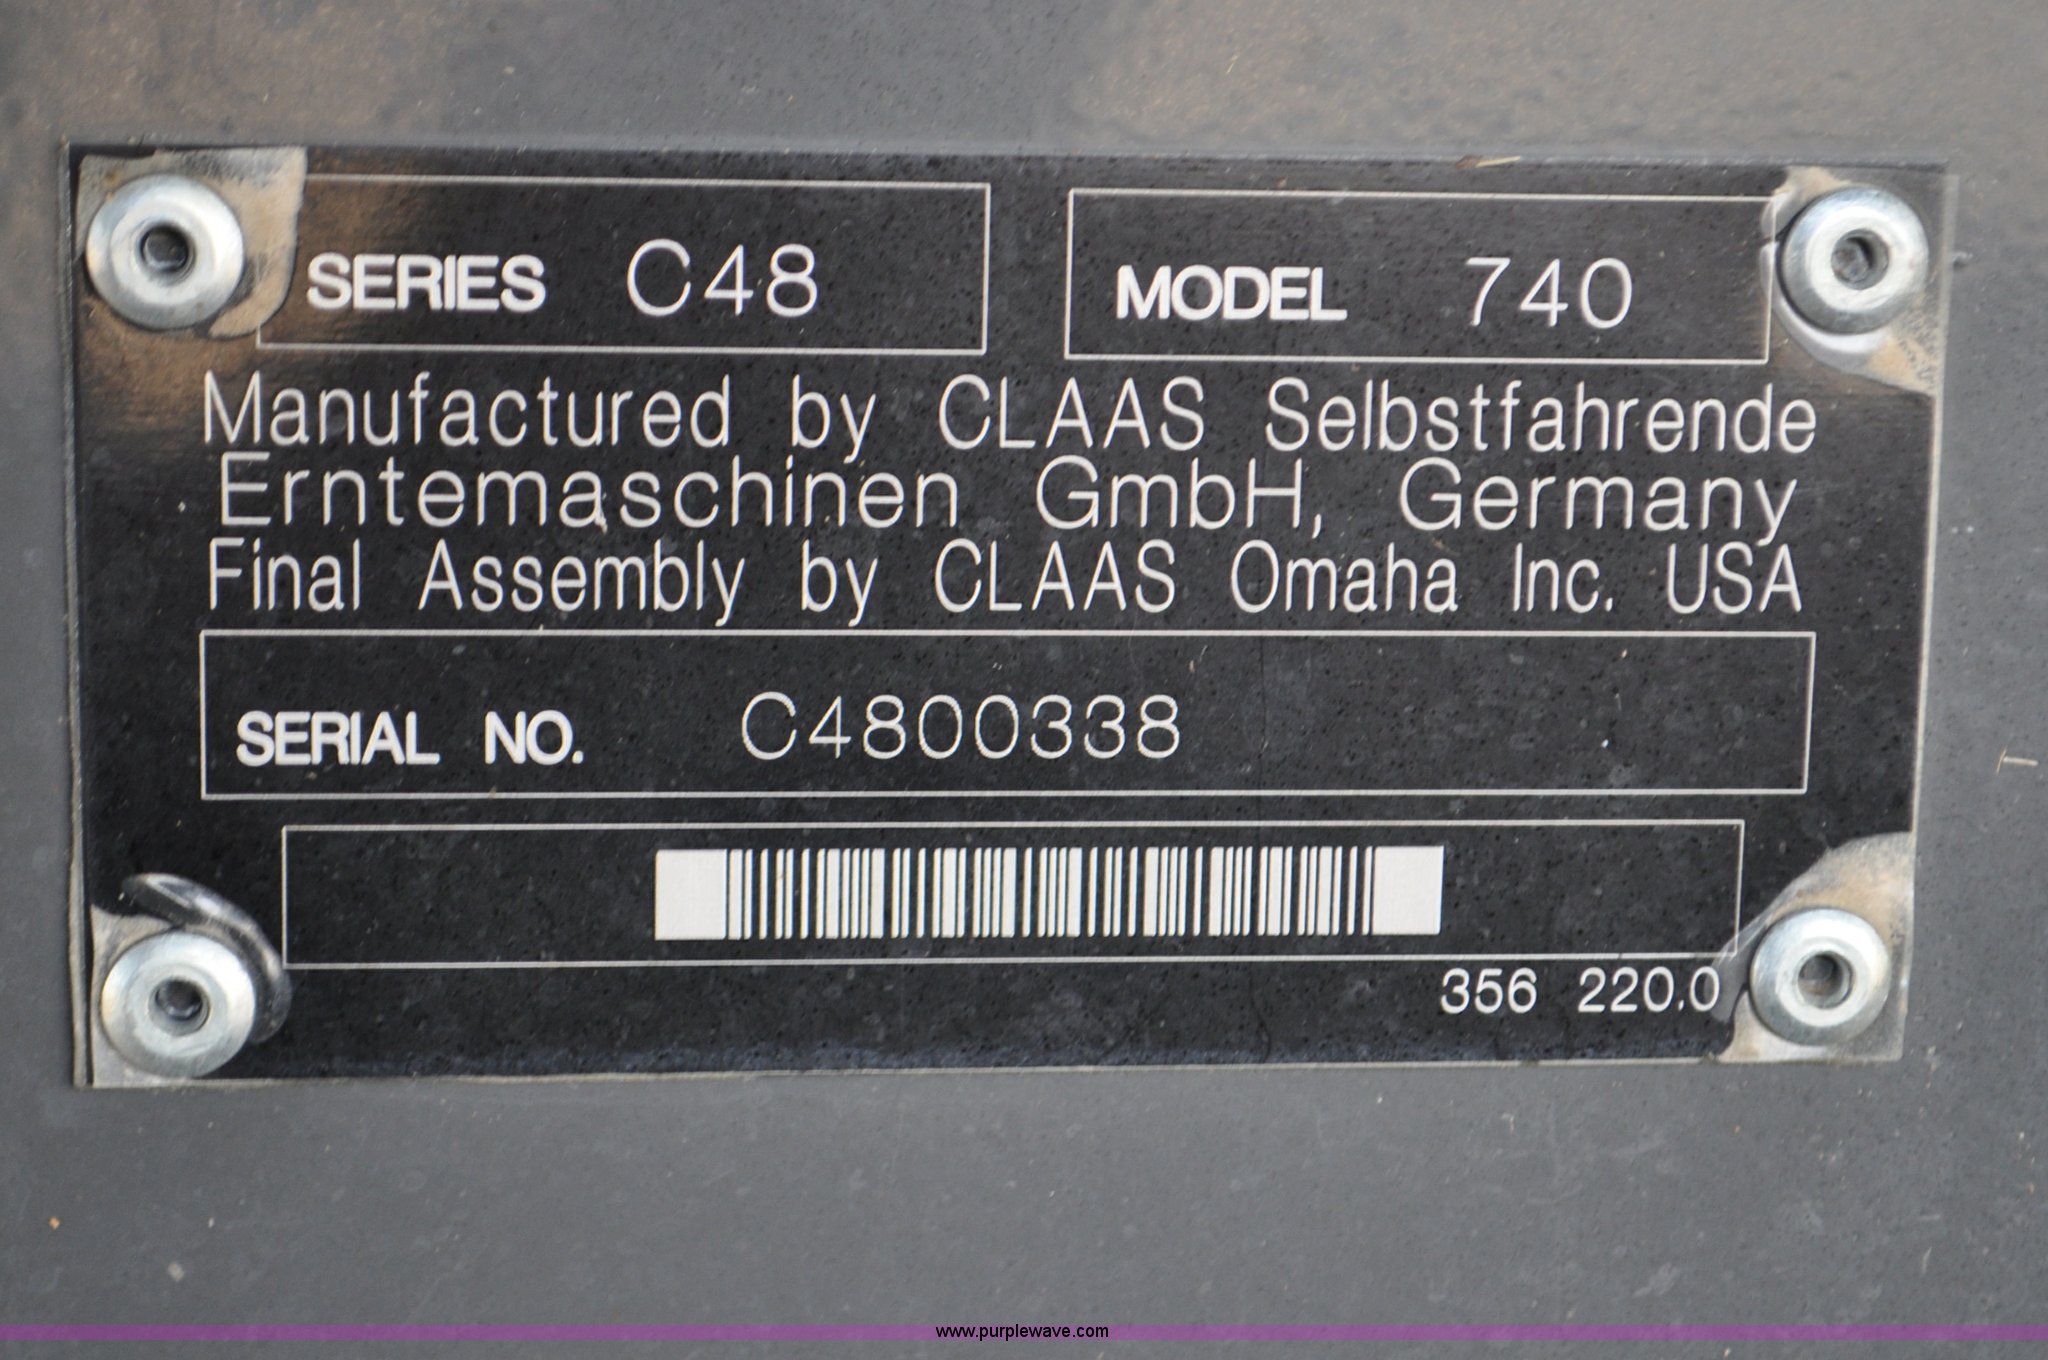 SERIES C48 MODEL 740
Manufactured by CLAAS Selbstfahrende
Erntemaschinen GmbH, Germany
Final Assembly by CLAAS Omaha Inc. USA
SERIAL NO. C4800338
356 220.0
www.purplewave.com